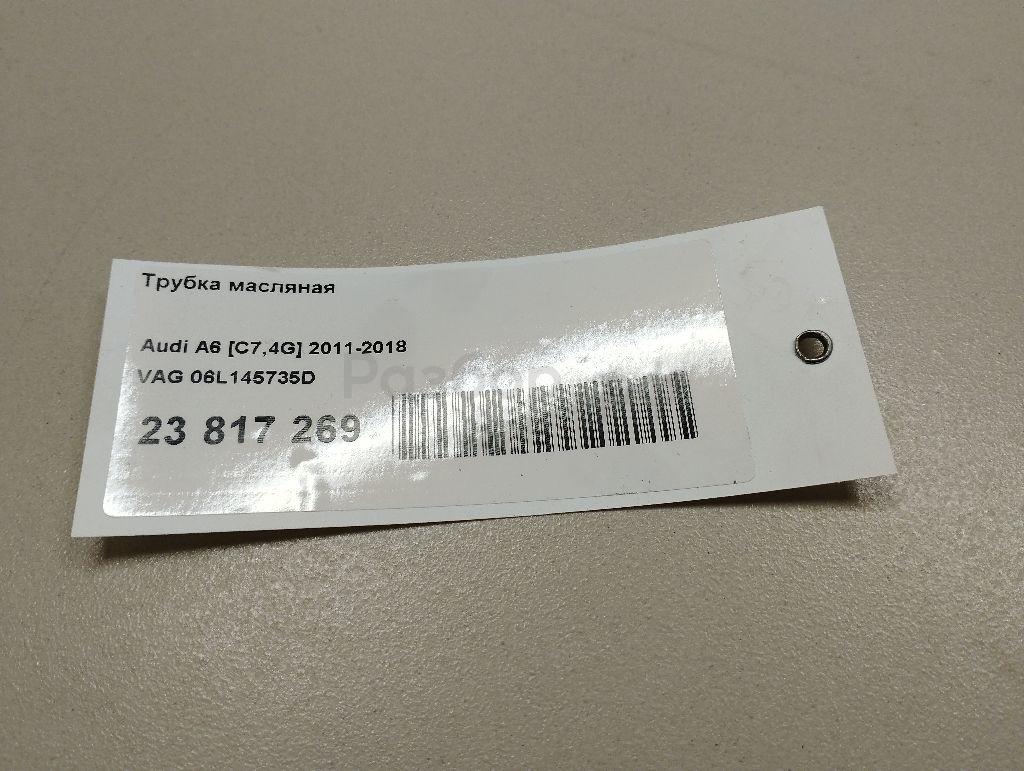 Трубка масляная
Audi A6 [C7,4G] 2011-2018
VAG 06L145735D
23 817 269